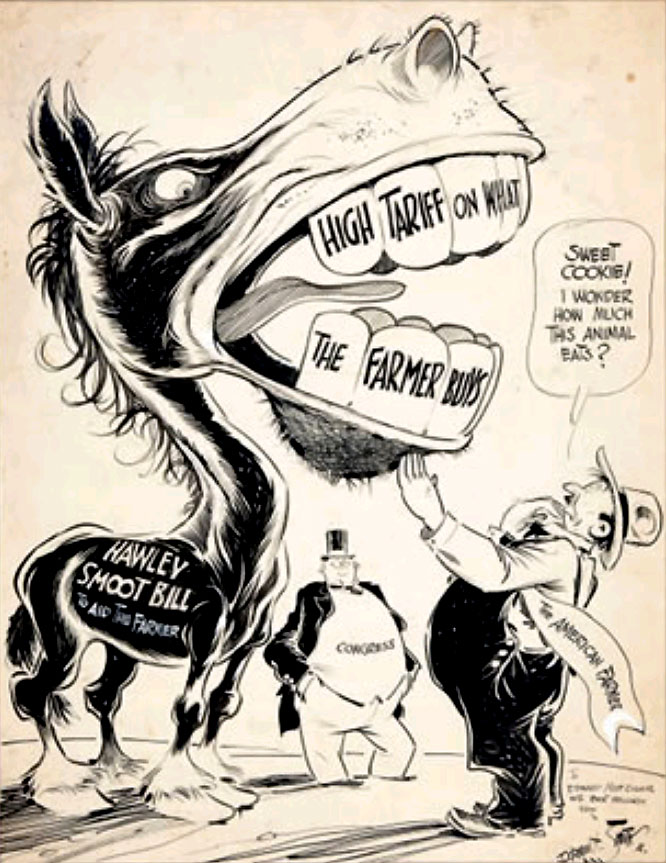 HIGH TARIFF ON WHAT
THE FARMER BUYS
SWEET
COOKIE!
I WONDER
HOW MUCH
THIS ANIMAL
EATS?
HAWLEY
SMOOT BILL
TO AID THE FARMER
CONGRESS
THE AMERICAN FARMER
TO